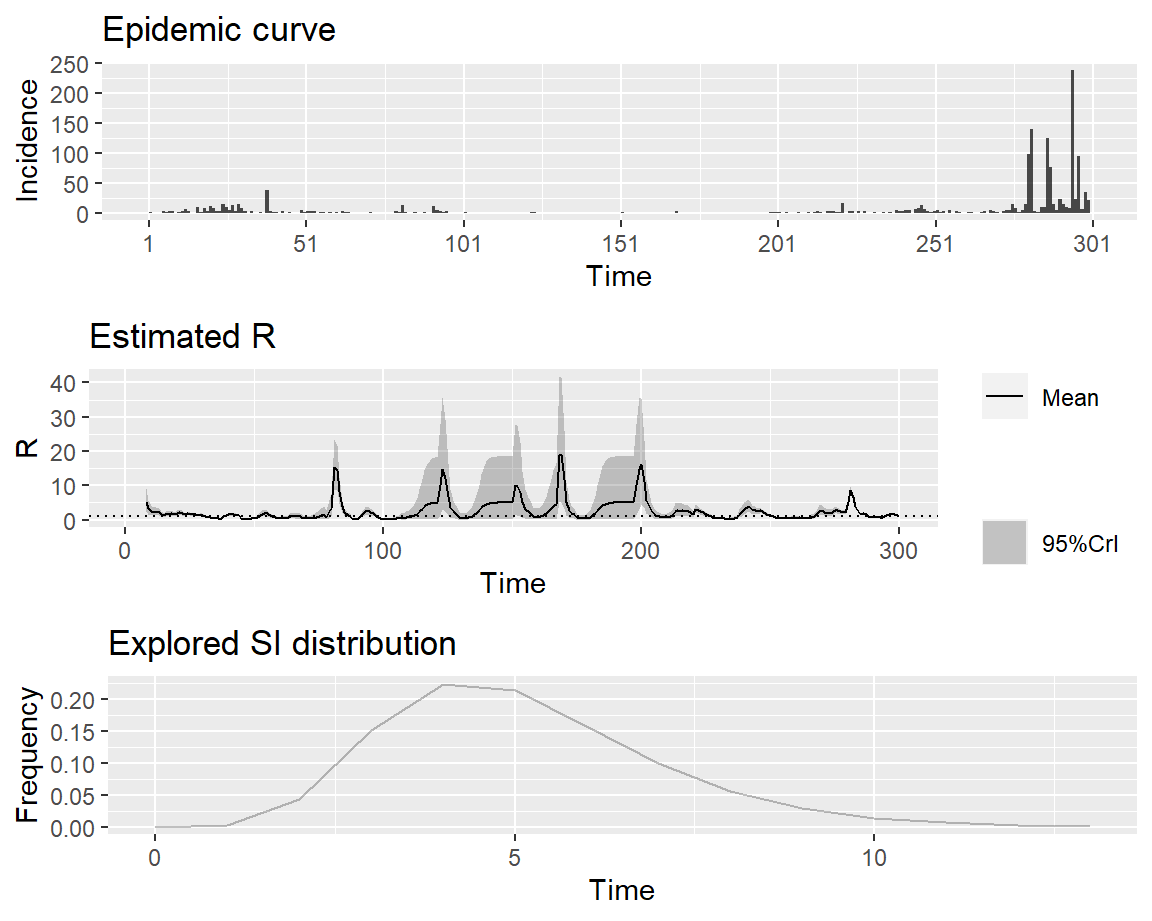 Epidemic curve
250
200
150
100
50
0
Incidence
1 51 101 151 201 251 301
Time
Estimated R
40
30
20
10
0
R
0 100 200 300
Time
Mean
95%CrI
Explored SI distribution
0.20
0.15
0.10
0.05
0.00
Frequency
0 5 10
Time